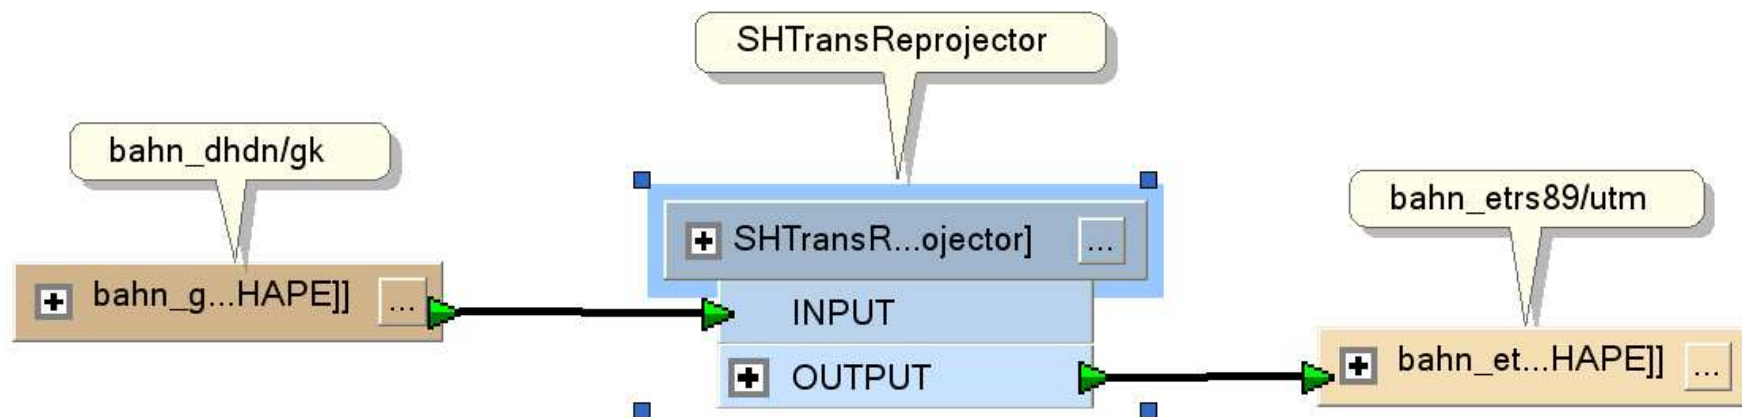 SHTransReprojector
bahn_dhdn/gk
bahn_etrs89/utm
SHTransR...ojector] ...
bahn_g...HAPE]] ...
INPUT
OUTPUT
bahn_et...HAPE]] ...